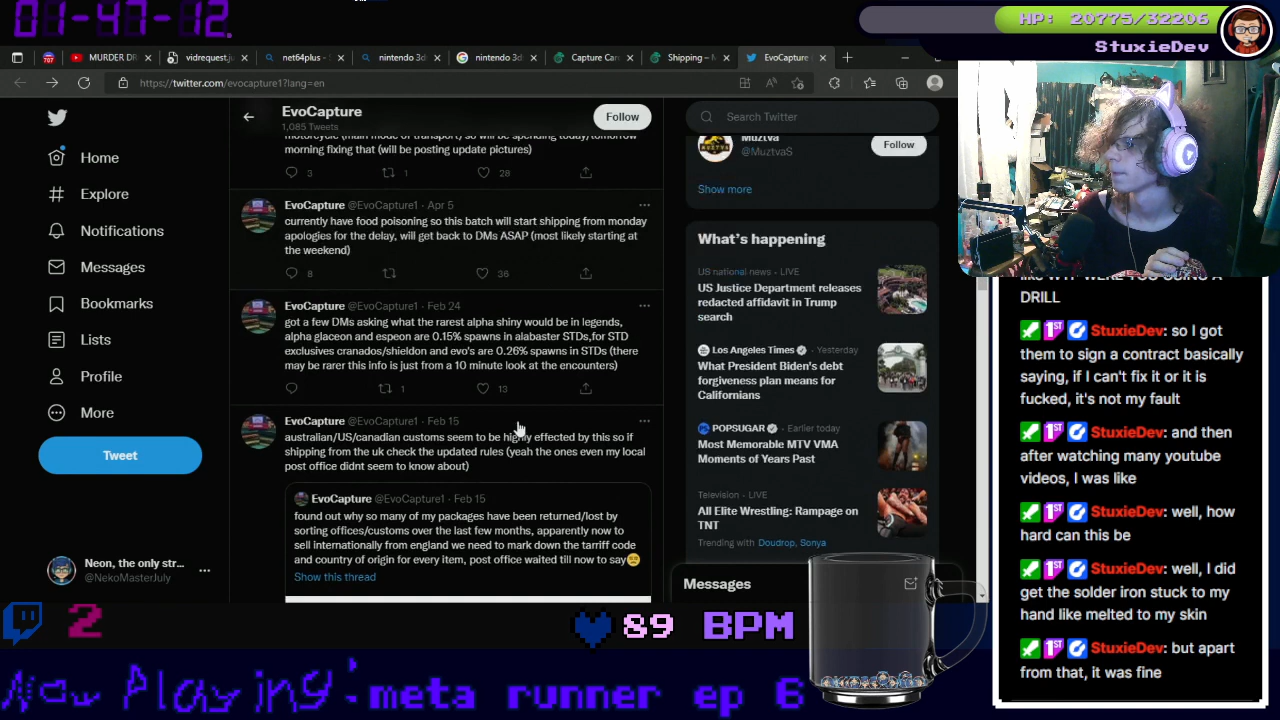 01-47-12.
HP: 20775/32206
StuxieDev
MURDER DR
vidrequest.j
net64plus -
nintendo 3d
nintendo 3d
Capture Car
Shipping – M
EvoCapture
https://twitter.com/evocapture1?lang=en
EvoCapture
1,085 Tweets
Follow
Search Twitter
motorcycle (main mode of transport) so will be spending today/tomorrow
morning fixing that (will be posting update pictures)
3 1 28
EvoCapture @EvoCapture1 · Apr 5
currently have food poisoning so this batch will start shipping from monday
apologies for the delay, will get back to DMs ASAP (most likely starting at
the weekend)
8 36
EvoCapture @EvoCapture1 · Feb 24
got a few DMs asking what the rarest alpha shiny would be in legends,
alpha glaceon and espeon are 0.15% spawns in alabaster STDs,for STD
exclusives cranados/shieldon and evo's are 0.26% spawns in STDs (there
may be rarer this info is just from a 10 minute look at the encounters)
1 13
EvoCapture @EvoCapture1 · Feb 15
australian/US/canadian customs seem to be highly effected by this so if
shipping from the uk check the updated rules (yeah the ones even my local
post office didnt seem to know about)
EvoCapture @EvoCapture1 · Feb 15
found out why so many of my packages have been returned/lost by
sorting offices/customs over the last few months, apparently now to
sell internationally from england we need to mark down the tarriff code
and country of origin for every item, post office waited till now to say
Show this thread
Home
Explore
Notifications
Messages
Bookmarks
Lists
Profile
More
Tweet
Neon, the only str...
@NekoMasterJuly
Muztva
@MuztvaS
Follow
Show more
What's happening
US national news · LIVE
US Justice Department releases
redacted affidavit in Trump
search
Los Angeles Times · Yesterday
What President Biden's debt
forgiveness plan means for
Californians
POPSUGAR · Earlier today
Most Memorable MTV VMA
Moments of Years Past
Television · LIVE
All Elite Wrestling: Rampage on
TNT
Trending with Doudrop, Sonya
Messages
DRILL
1ST StuxieDev: so I got
them to sign a contract basically
saying, if I can't fix it or it is
fucked, it's not my fault
1ST StuxieDev: and then
after watching many youtube
videos, I was like
1ST StuxieDev: well, how
hard can this be
1ST StuxieDev: well, I did
get the solder iron stuck to my
hand like melted to my skin
1ST StuxieDev: but apart
from that, it was fine
2
89 BPM
Now Playing: mega runner ep 6